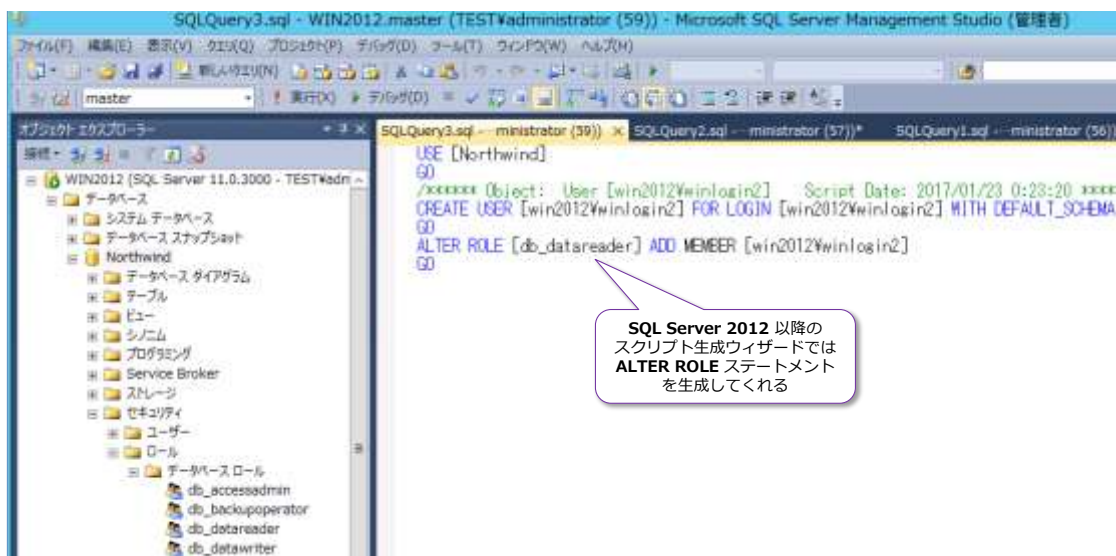 SQLQuery3.sql - WIN2012.master (TEST¥administrator (59)) - Microsoft SQL Server Management Studio (管理者)
ファイル(F) 編集(E) 表示(V) クエリ(Q) プロジェクト(P) デバッグ(D) ツール(T) ウィンドウ(W) ヘルプ(H)
新しいクエリ(N)
master
実行(X) デバッグ(D)
オブジェクト エクスプローラー
接続
WIN2012 (SQL Server 11.0.3000 - TEST¥adm
データベース
システム データベース
データベース スナップショット
Northwind
データベース ダイアグラム
テーブル
ビュー
シノニム
プログラミング
Service Broker
ストレージ
セキュリティ
ユーザー
ロール
データベース ロール
db_accessadmin
db_backupoperator
db_datareader
db_datawriter
SQLQuery3.sql - ministrator (59)) SQLQuery2.sql - ministrator (57))* SQLQuery1.sql - ministrator (56)
USE [Northwind]
GO
/****** Object: User [win2012¥winlogin2] Script Date: 2017/01/23 0:23:20 ****
CREATE USER [win2012¥winlogin2] FOR LOGIN [win2012¥winlogin2] WITH DEFAULT_SCHEMA
GO
ALTER ROLE [db_datareader] ADD MEMBER [win2012¥winlogin2]
GO
SQL Server 2012 以降の
スクリプト生成ウィザードでは
ALTER ROLE ステートメント
を生成してくれる